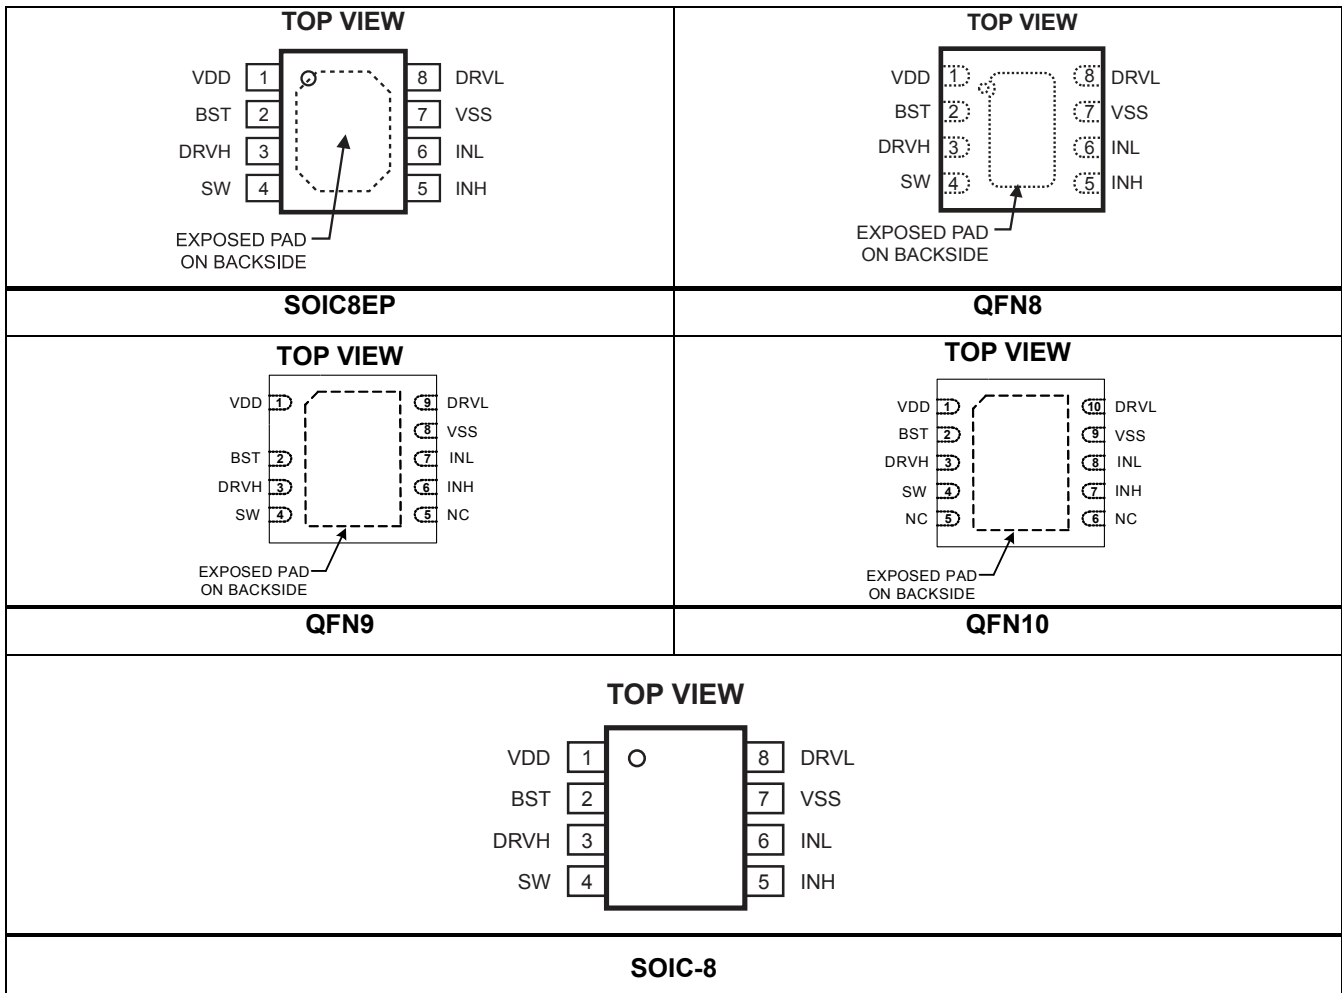 TOP VIEW
VDD 1 8 DRVL
BST 2 7 VSS
DRVH 3 6 INL
SW 4 5 INH
EXPOSED PAD
ON BACKSIDE
TOP VIEW
VDD 1 8 DRVL
BST 2 7 VSS
DRVH 3 6 INL
SW 4 5 INH
EXPOSED PAD
ON BACKSIDE
SOIC8EP
QFN8
TOP VIEW
VDD 1 9 DRVL
8 VSS
BST 2 7 INL
DRVH 3 6 INH
SW 4 5 NC
EXPOSED PAD
ON BACKSIDE
TOP VIEW
VDD 1 10 DRVL
BST 2 9 VSS
DRVH 3 8 INL
SW 4 7 INH
NC 5 6 NC
EXPOSED PAD
ON BACKSIDE
QFN9
QFN10
TOP VIEW
VDD 1 8 DRVL
BST 2 7 VSS
DRVH 3 6 INL
SW 4 5 INH
SOIC-8